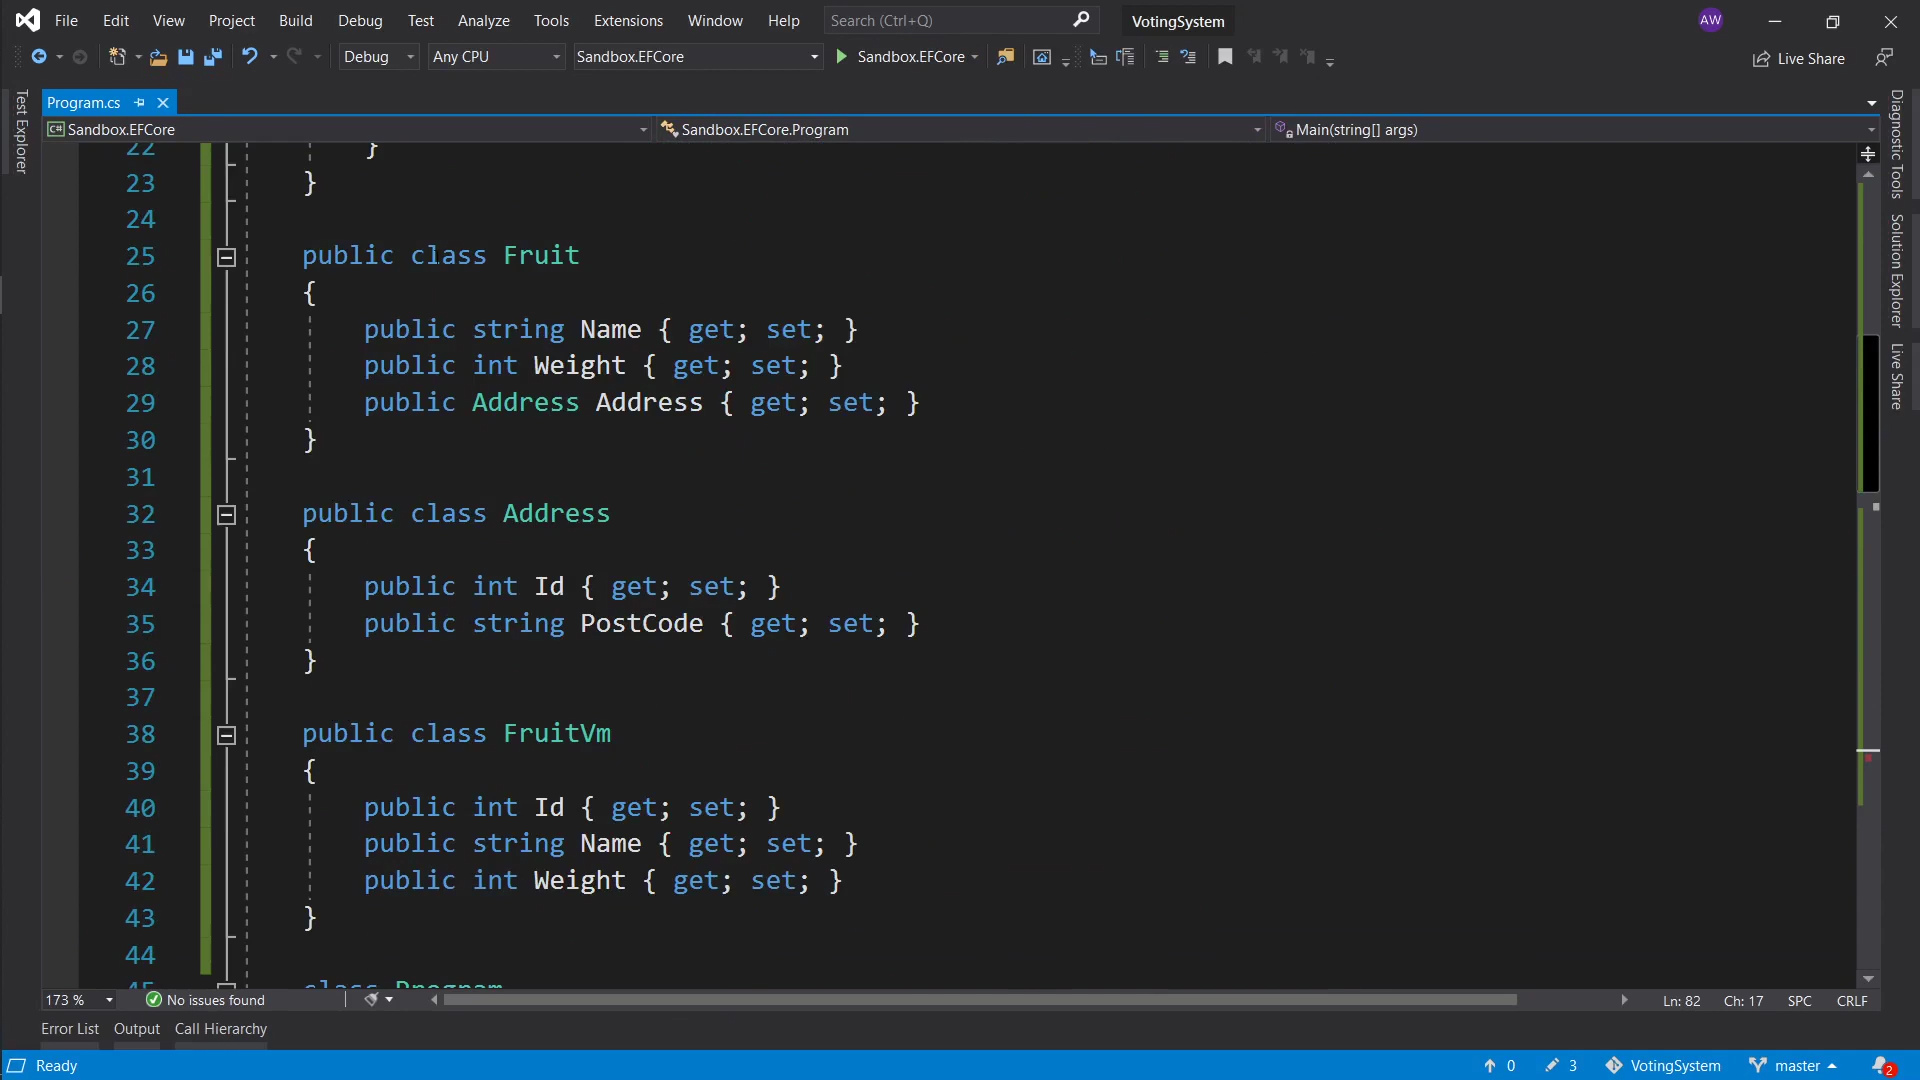 File Edit View Project Build Debug Test Analyze Tools Extensions Window Help Search (Ctrl+Q) VotingSystem AW
Debug Any CPU Sandbox.EFCore Sandbox.EFCore Live Share
Test Explorer
Program.cs
Sandbox.EFCore Sandbox.EFCore.Program Main(string[] args)
22 }
23 }
24
25 public class Fruit
26 {
27 public string Name { get; set; }
28 public int Weight { get; set; }
29 public Address Address { get; set; }
30 }
31
32 public class Address
33 {
34 public int Id { get; set; }
35 public string PostCode { get; set; }
36 }
37
38 public class FruitVm
39 {
40 public int Id { get; set; }
41 public string Name { get; set; }
42 public int Weight { get; set; }
43 }
44
45 class Program
Diagnostic Tools
Solution Explorer
Live Share
173 % No issues found Ln: 82 Ch: 17 SPC CRLF
Error List Output Call Hierarchy
Ready 0 3 VotingSystem master 2